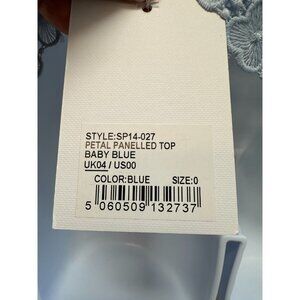 STYLE:SP14-027
PETAL PANELLED TOP
BABY BLUE
UK04 / US00
COLOR:BLUE SIZE:0
5 060509 132737